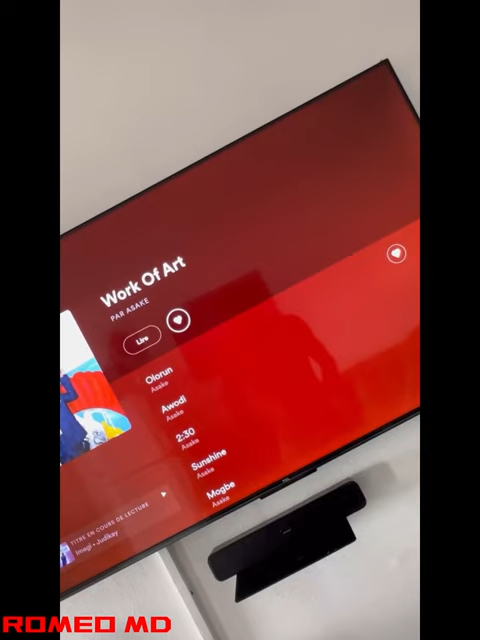 Work Of Art
PAR ASAKE
Lire
Olorun
Asake
Awodi
Asake
2:30
Asake
Sunshine
Asake
Mogbe
Asake
TITRE EN COURS DE LECTURE
Imagi • Judikay
ROMEO MD